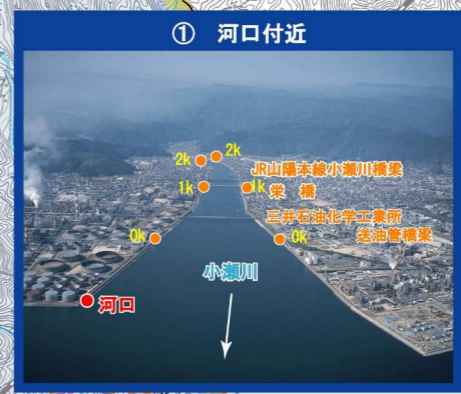 ① 河口付近
2k
2k
JR山陽本線小瀬川橋梁
1k
1k
栄 橋
三井石油化学工業所
0k
0k
送油管橋梁
小瀬川
河口